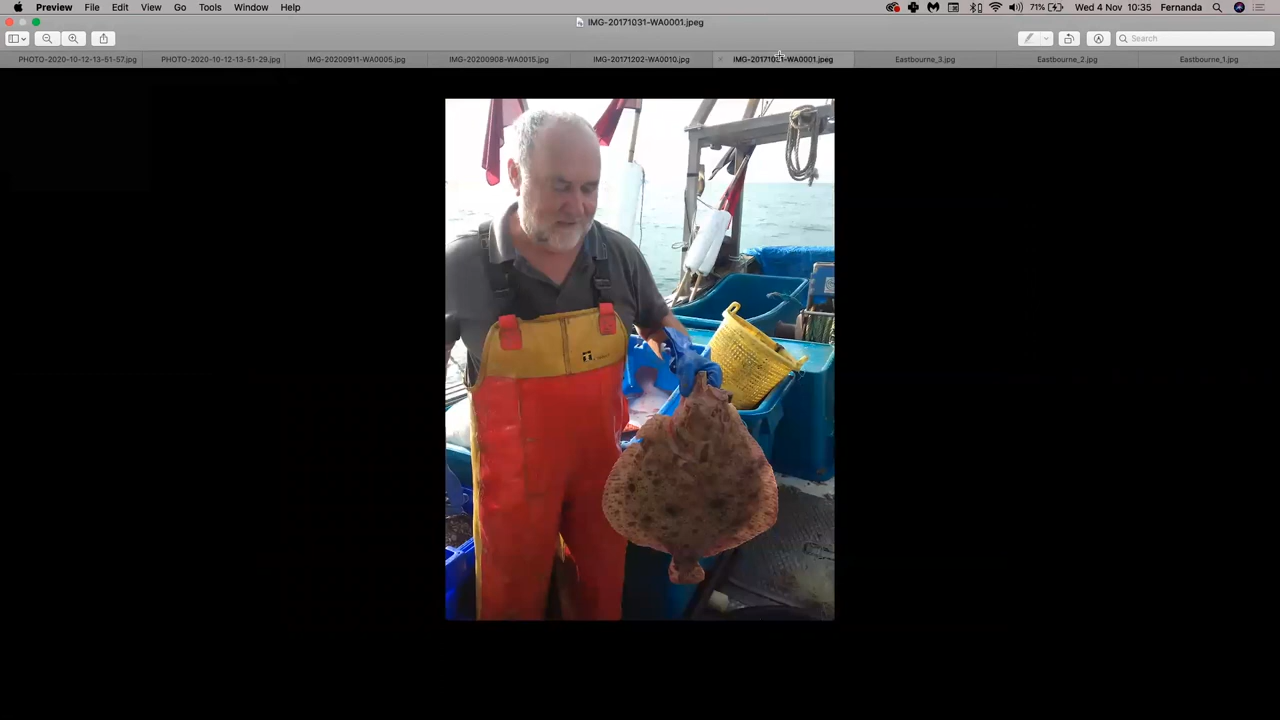 Preview File Edit View Go Tools Window Help 71% Wed 4 Nov 10:35 Fernanda
IMG-20171031-WA0001.jpeg
Search
PHOTO-2020-10-12-13-51-57.jpg PHOTO-2020-10-12-13-51-29.jpg IMG-20200911-WA0005.jpg IMG-20200908-WA0015.jpg IMG-20171202-WA0010.jpg IMG-20171031-WA0001.jpeg Eastbourne_3.jpg Eastbourne_2.jpg Eastbourne_1.jpg